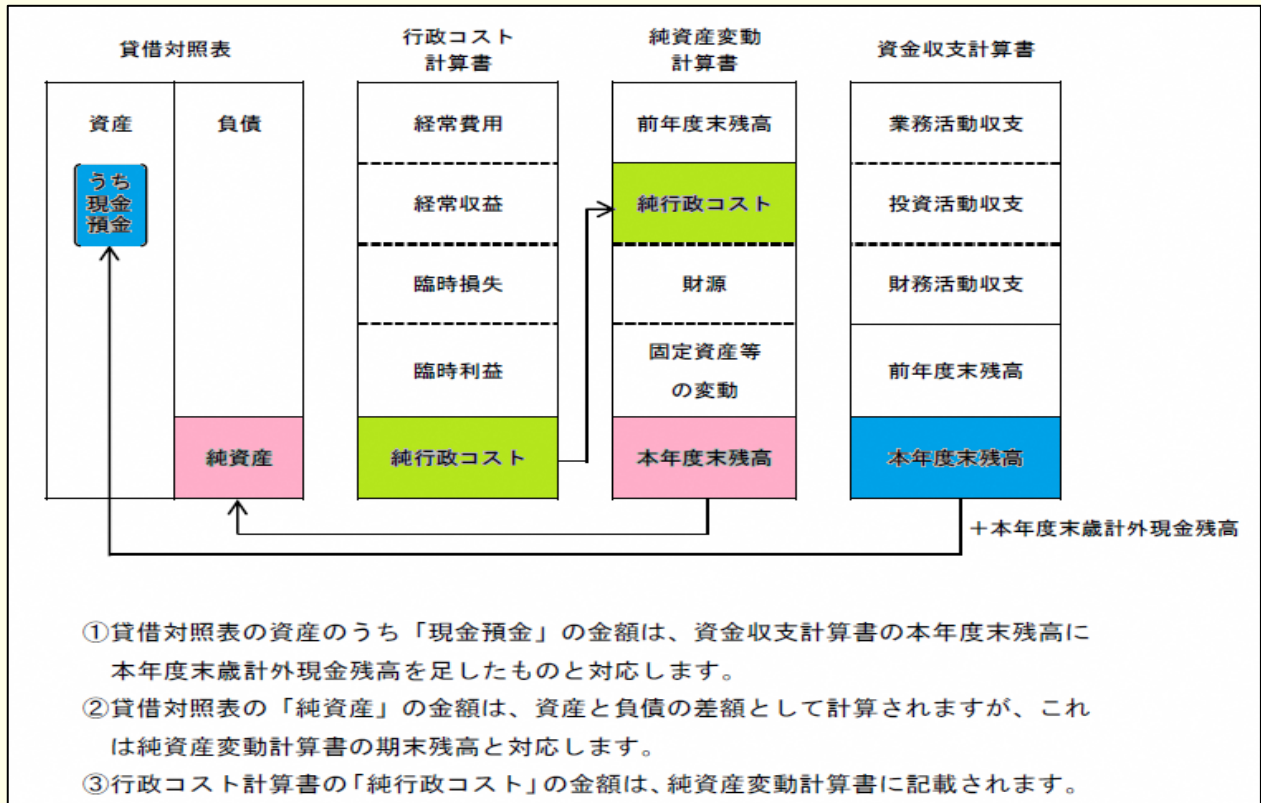 貸借対照表
行政コスト
計算書
純資産変動
計算書
資金収支計算書
資産
負債
うち
現金
預金
純資産
経常費用
経常収益
臨時損失
臨時利益
純行政コスト
前年度末残高
純行政コスト
財源
固定資産等
の変動
本年度末残高
業務活動収支
投資活動収支
財務活動収支
前年度末残高
本年度末残高
+本年度末歳計外現金残高
①貸借対照表の資産のうち「現金預金」の金額は、資金収支計算書の本年度末残高に
本年度末歳計外現金残高を足したものと対応します。
②貸借対照表の「純資産」の金額は、資産と負債の差額として計算されますが、これ
は純資産変動計算書の期末残高と対応します。
③行政コスト計算書の「純行政コスト」の金額は、純資産変動計算書に記載されます。